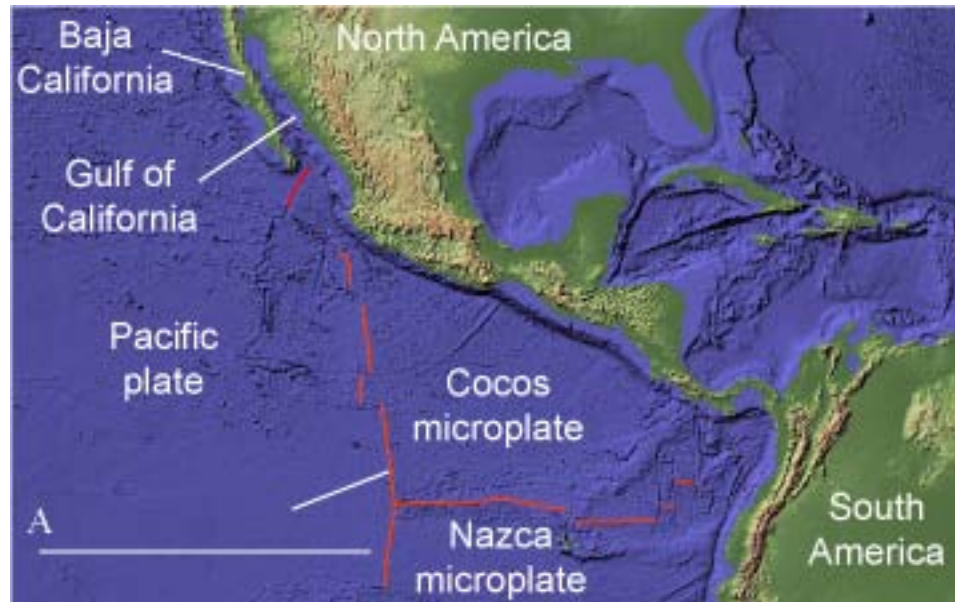 Baja
California
North America
Gulf of
California
Pacific
plate
Cocos
microplate
A
Nazca
microplate
South
America